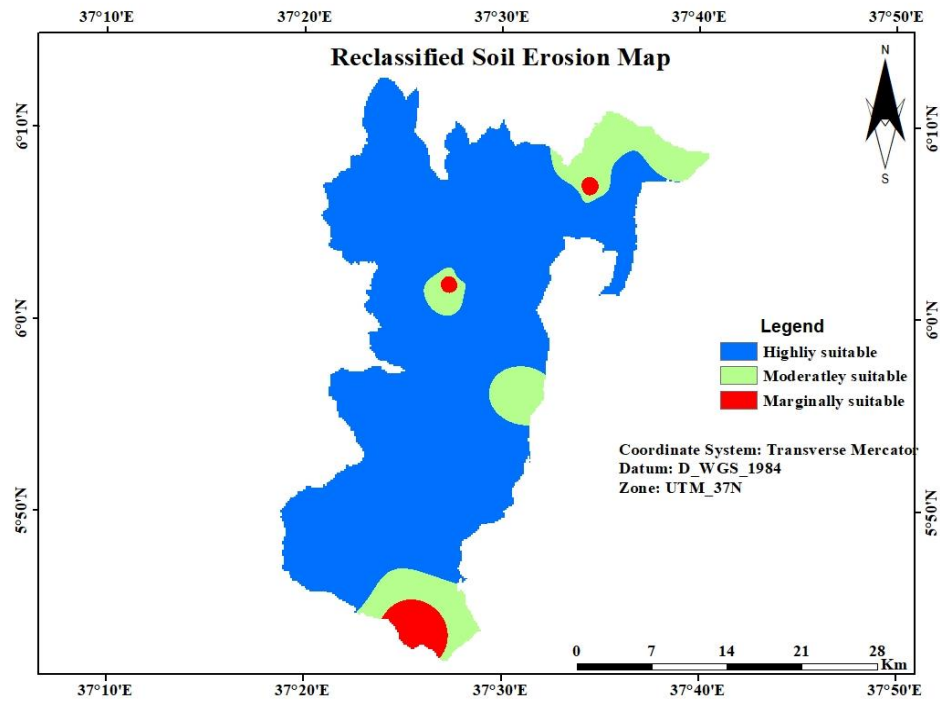 37°10'E 37°20'E 37°30'E 37°40'E 37°50'E
Reclassified Soil Erosion Map
N
S
6°10'N 6°10'N
6°0'N 6°0'N
5°50'N 5°50'N
Legend
Highliy suitable
Moderatley suitable
Marginally suitable
Coordinate System: Transverse Mercator
Datum: D_WGS_1984
Zone: UTM_37N
0 7 14 21 28
Km
37°10'E 37°20'E 37°30'E 37°40'E 37°50'E